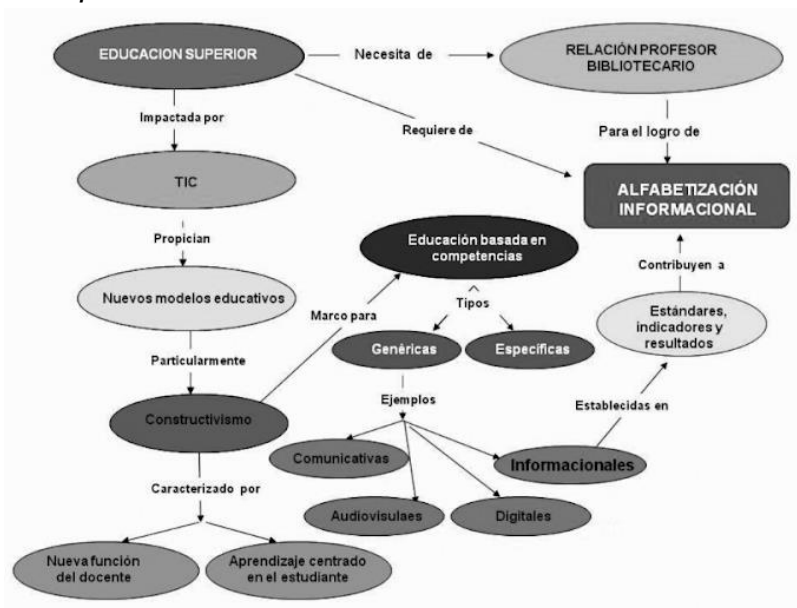 EDUCACION SUPERIOR
Necesita de
RELACIÓN PROFESOR
BIBLIOTECARIO
Impactada por
Requiere de
Para el logro de
TIC
ALFABETIZACIÓN
INFORMACIONAL
Propician
Educación basada en
competencias
Contribuyen a
Nuevos modelos educativos
Marco para
Tipos
Estándares,
indicadores y
resultados
Particularmente
Genéricas
Específicas
Ejemplos
Establecidas en
Constructivismo
Comunicativas
Informacionales
Caracterizado por
Audiovisulaes
Digitales
Nueva función
del docente
Aprendizaje centrado
en el estudiante